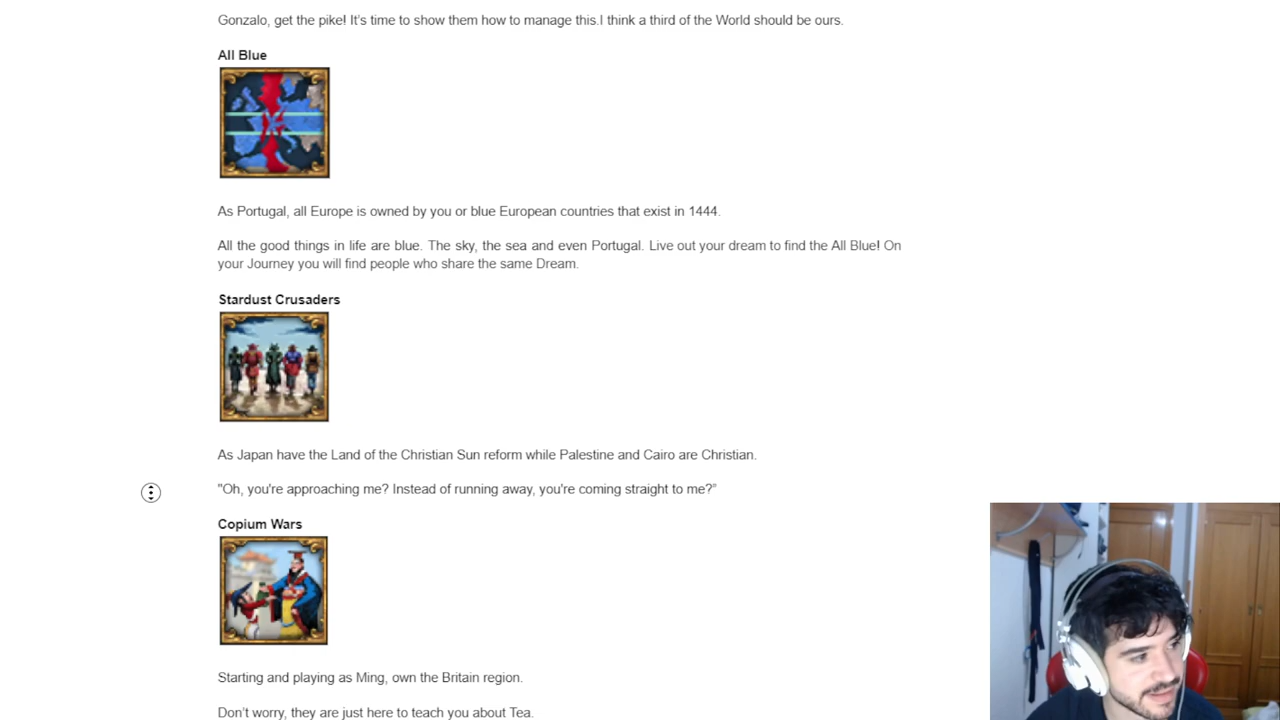 Gonzalo, get the pike! It's time to show them how to manage this.I think a third of the World should be ours.
All Blue
As Portugal, all Europe is owned by you or blue European countries that exist in 1444.
All the good things in life are blue. The sky, the sea and even Portugal. Live out your dream to find the All Blue! On
your Journey you will find people who share the same Dream.
Stardust Crusaders
As Japan have the Land of the Christian Sun reform while Palestine and Cairo are Christian.
"Oh, you're approaching me? Instead of running away, you're coming straight to me?"
Copium Wars
Starting and playing as Ming, own the Britain region.
Don't worry, they are just here to teach you about Tea.